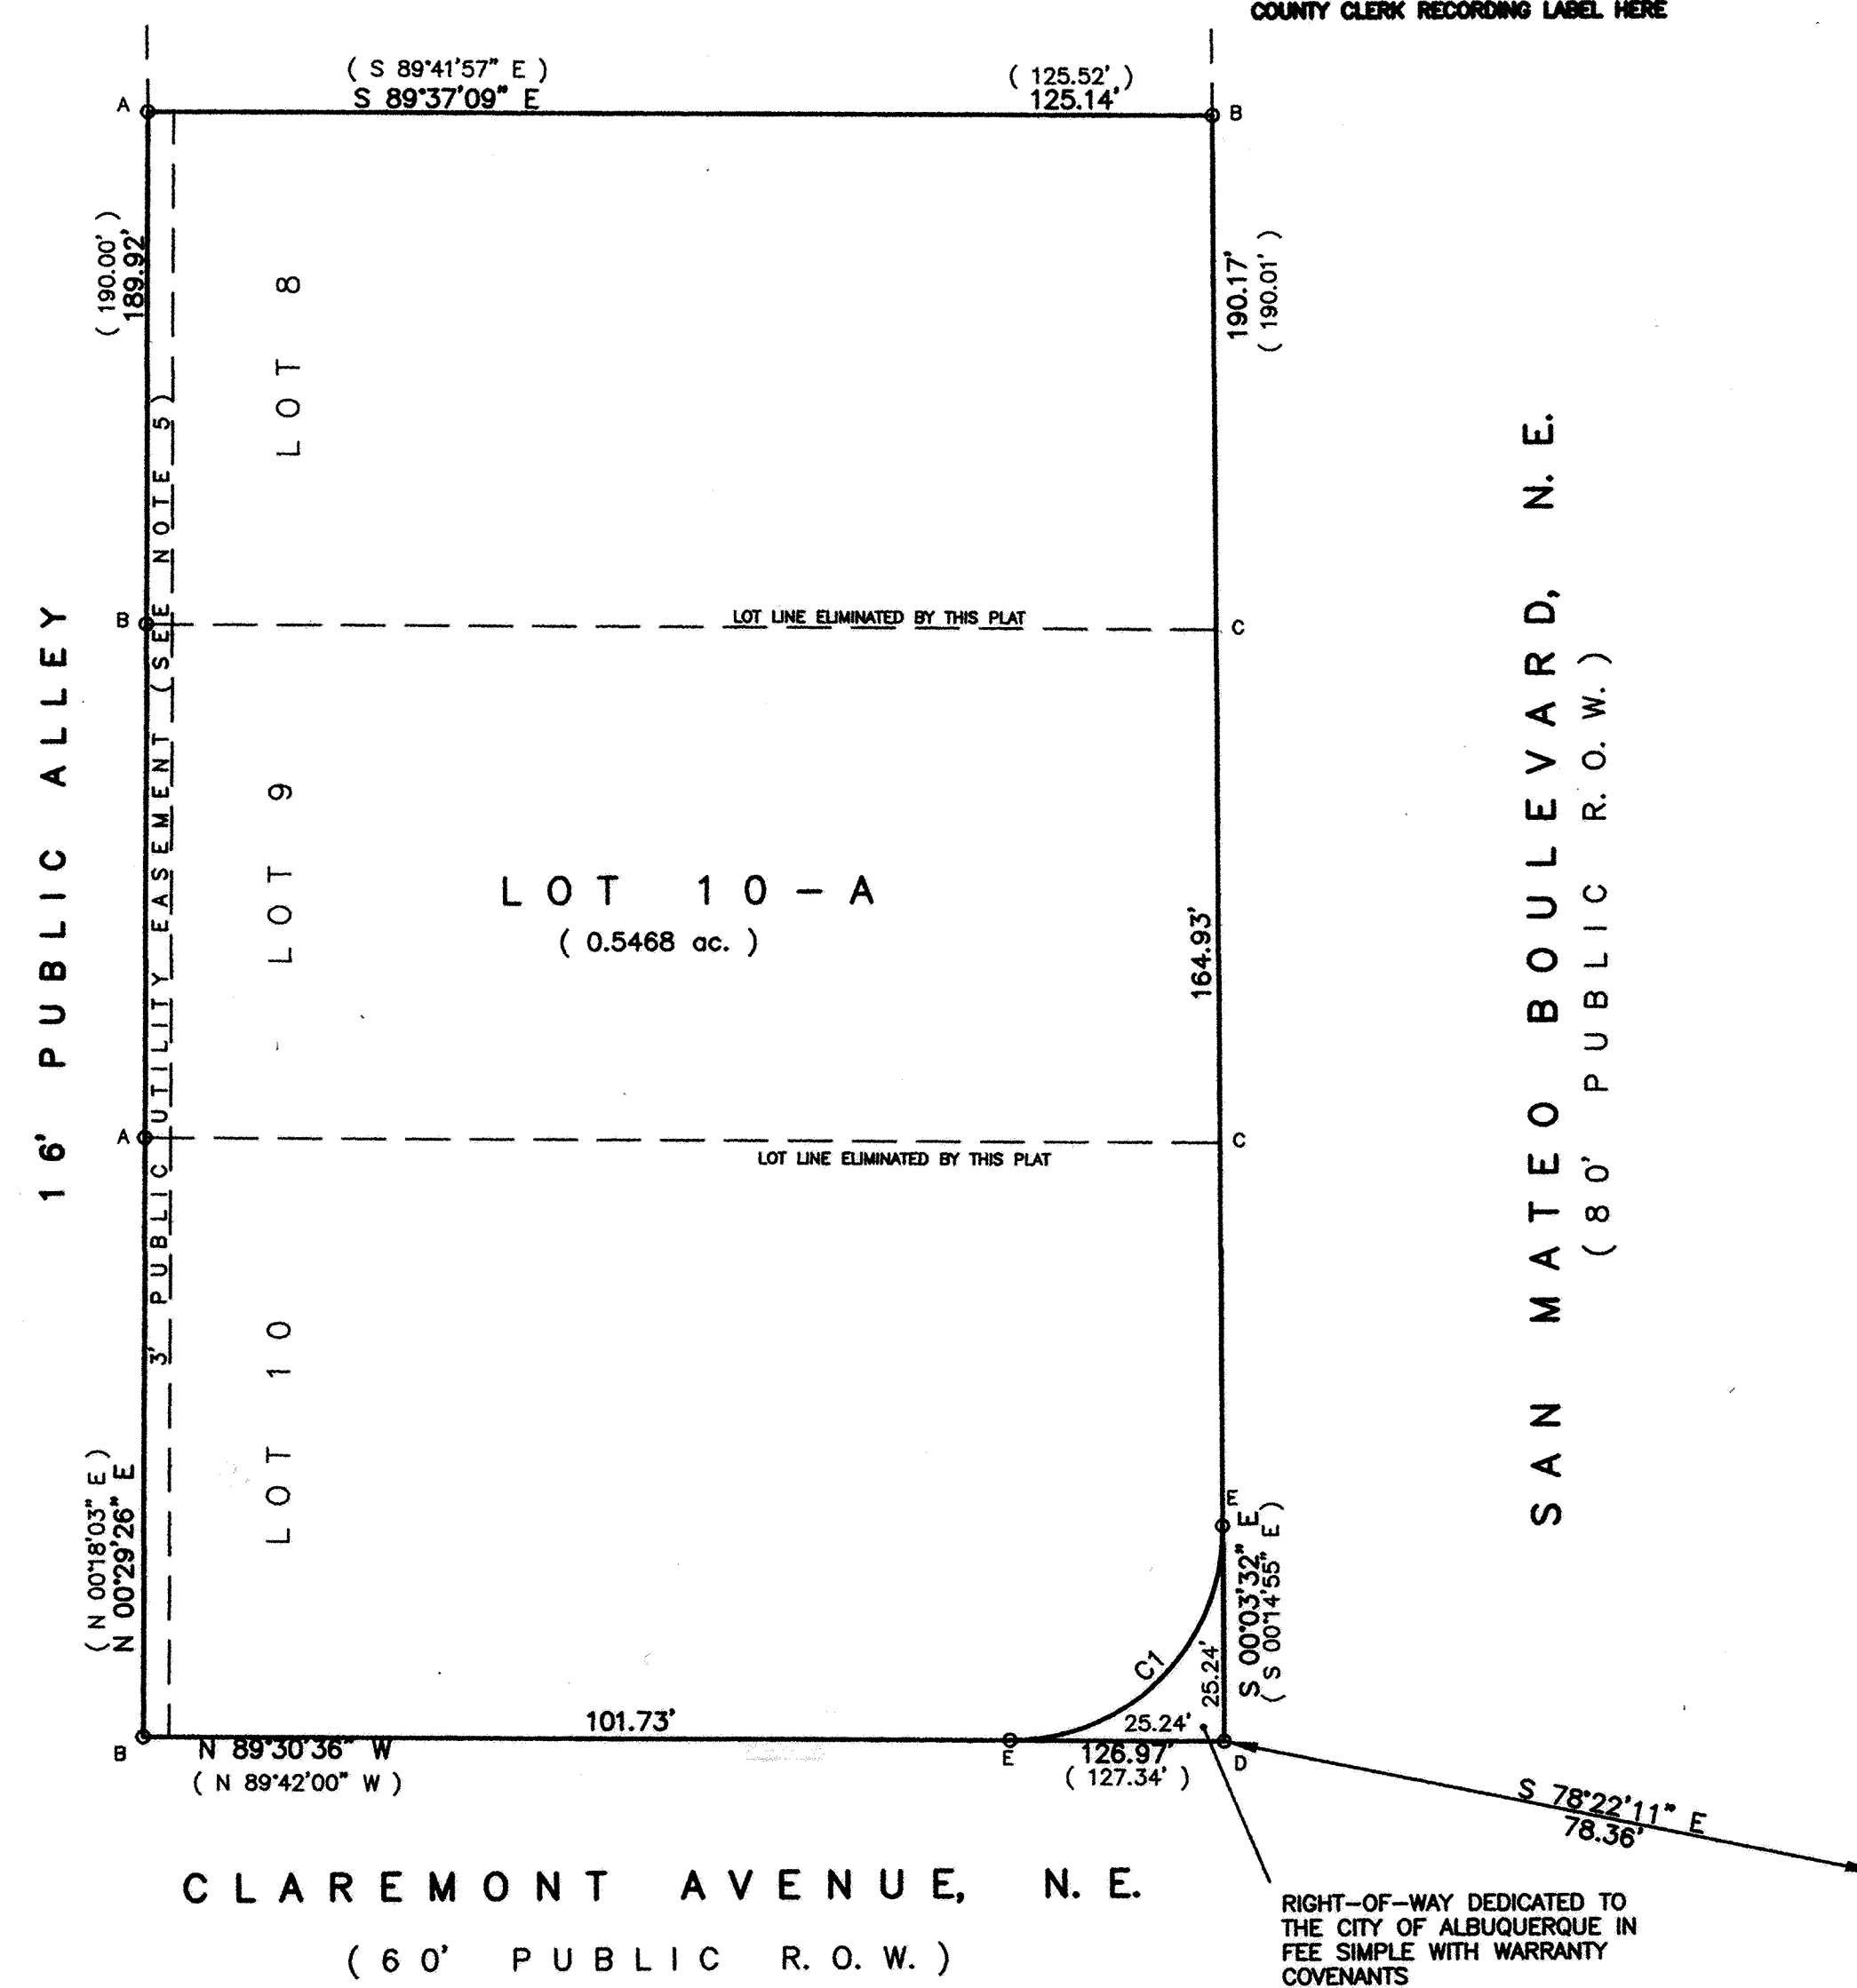 COUNTY CLERK RECORDING LABEL HERE
( S 89°41'57" E )
S 89°37'09" E
( 125.52' )
125.14'
A
B
( 190.00' )
189.92'
190.17'
( 190.01' )
LOT 8
3' PUBLIC UTILITY EASEMENT (SEE NOTE 5)
B
LOT LINE ELIMINATED BY THIS PLAT
C
16' PUBLIC ALLEY
LOT 9
LOT 10-A
( 0.5468 ac. )
164.93'
SAN MATEO BOULEVARD, N. E.
( 80' PUBLIC R. O. W. )
A
LOT LINE ELIMINATED BY THIS PLAT
C
LOT 10
( N 00°18'03" E )
N 00°29'26" E
E
S 00°03'32" E
( S 00°14'55" E )
C1
25.24'
25.24'
101.73'
B
N 89°30'36" W
( N 89°42'00" W )
E
126.97'
( 127.34' )
D
S 78°22'11" E
78.36'
CLAREMONT AVENUE, N. E.
( 60' PUBLIC R. O. W. )
RIGHT-OF-WAY DEDICATED TO
THE CITY OF ALBUQUERQUE IN
FEE SIMPLE WITH WARRANTY
COVENANTS